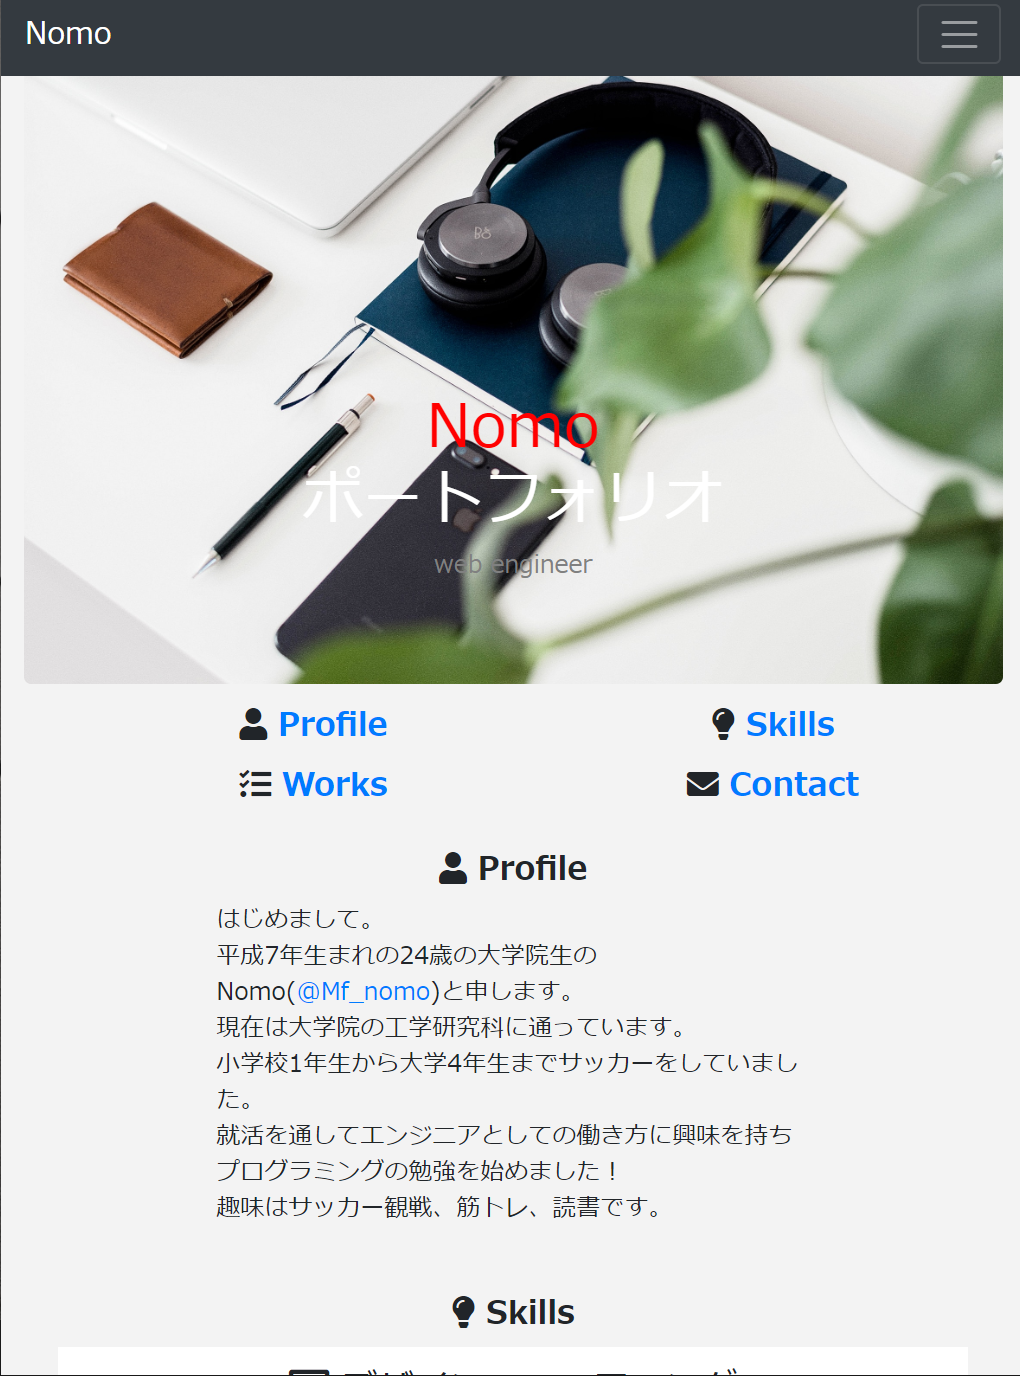 Nomo
Nomo
ポートフォリオ
web engineer
Profile
Skills
Works
Contact
Profile
はじめまして。
平成7年生まれの24歳の大学院生の
Nomo(@Mf_nomo)と申します。
現在は大学院の工学研究科に通っています。
小学校1年生から大学4年生までサッカーをしていまし
た。
就活を通してエンジニアとしての働き方に興味を持ち
プログラミングの勉強を始めました！
趣味はサッカー観戦、筋トレ、読書です。
Skills